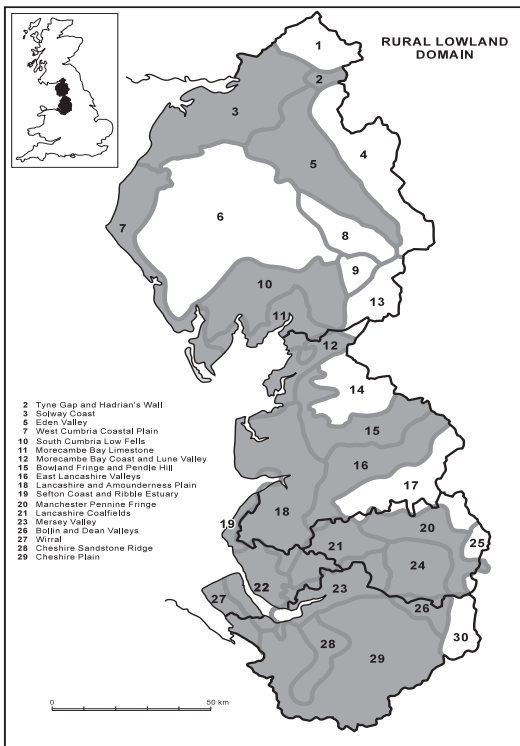 RURAL LOWLAND
DOMAIN
1
2
3
4
5
6
7
8
9
10
11
12
13
14
15
16
17
18
19
20
21
22
23
24
25
26
27
28
29
30
2 Tyne Gap and Hadrian's Wall
3 Solway Coast
5 Eden Valley
7 West Cumbria Coastal Plain
10 South Cumbria Low Fells
11 Morecambe Bay Limestone
12 Morecambe Bay Coast and Lune Valley
15 Bowland Fringe and Pendle Hill
16 East Lancashire Valleys
18 Lancashire and Amounderness Plain
19 Sefton Coast and Ribble Estuary
20 Manchester Pennine Fringe
21 Lancashire Coalfields
23 Mersey Valley
26 Bollin and Dean Valleys
27 Wirral
28 Cheshire Sandstone Ridge
29 Cheshire Plain
0 50 km